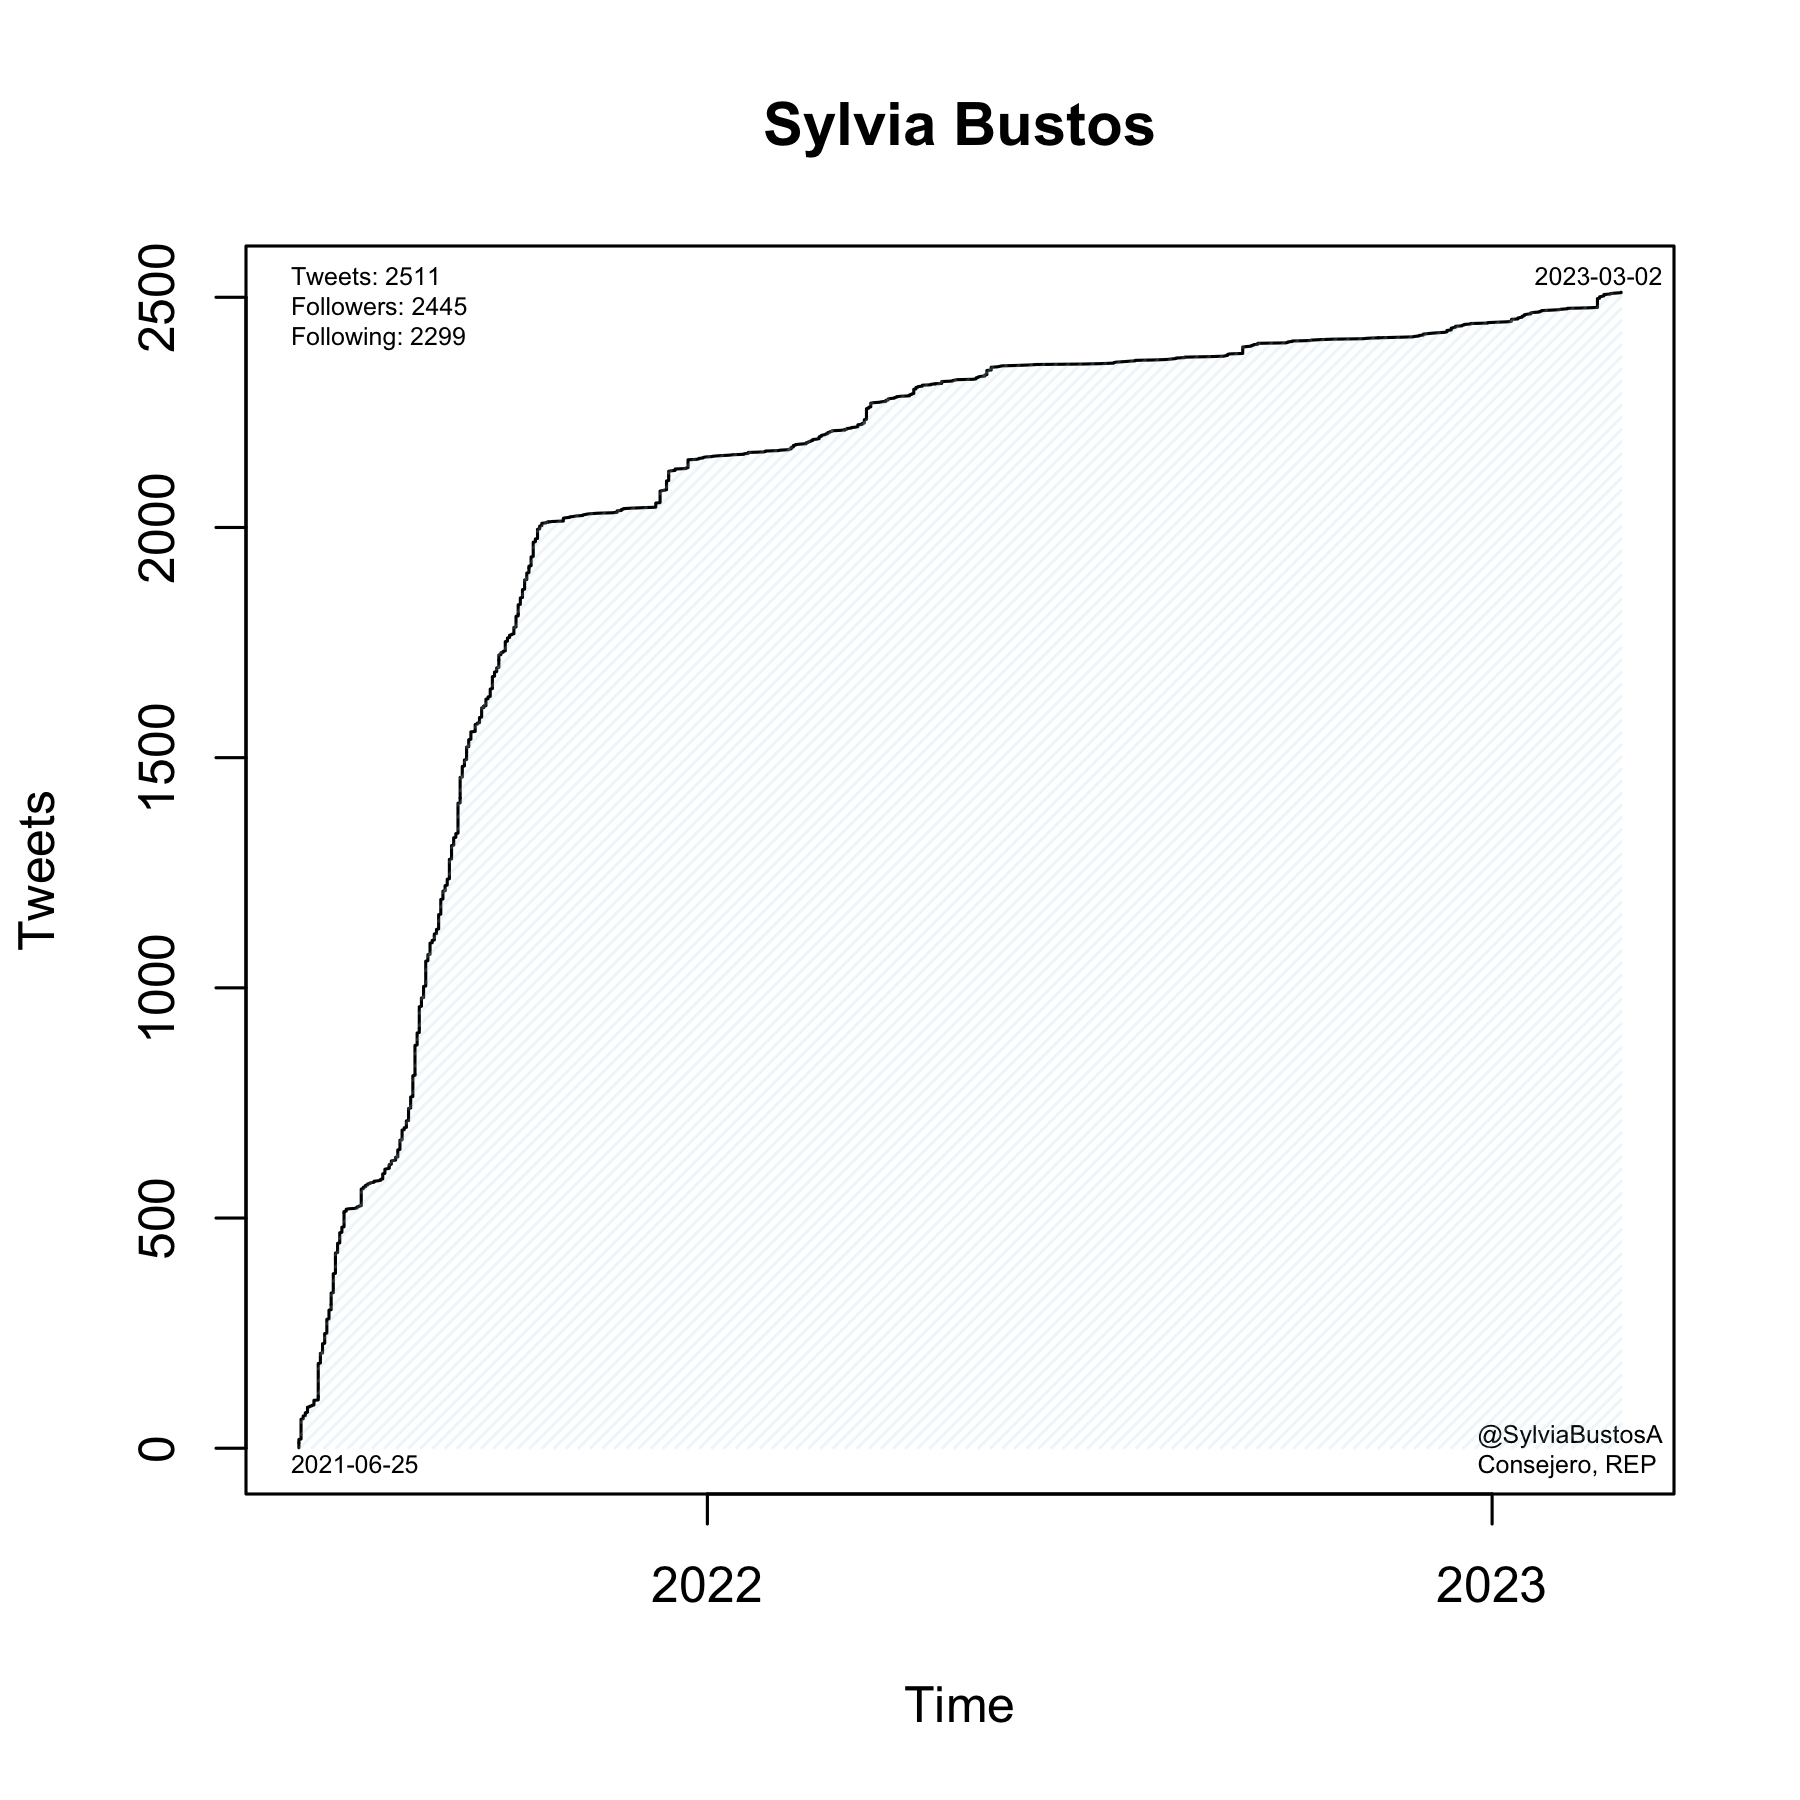 Sylvia Bustos
Tweets: 2511
Followers: 2445
Following: 2299
2023-03-02
2500
2000
1500
1000
500
0
Tweets
@SylviaBustosA
Consejero, REP
2021-06-25
2022
2023
Time